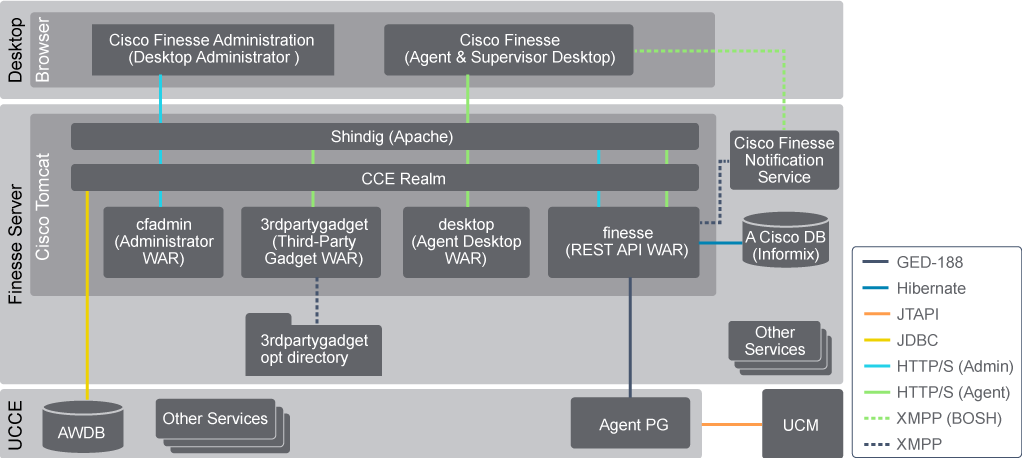 Desktop
Browser
Cisco Finesse Administration
(Desktop Administrator )
Cisco Finesse
(Agent & Supervisor Desktop)
Finesse Server
Cisco Tomcat
Shindig (Apache)
CCE Realm
Cisco Finesse
Notification
Service
cfadmin
(Administrator
WAR)
3rdpartygadget
(Third-Party
Gadget WAR)
desktop
(Agent Desktop
WAR)
finesse
(REST API WAR)
A Cisco DB
(Informix)
3rdpartygadget
opt directory
Other
Services
UCCE
AWDB
Other Services
Agent PG
UCM
GED-188
Hibernate
JTAPI
JDBC
HTTP/S (Admin)
HTTP/S (Agent)
XMPP (BOSH)
XMPP